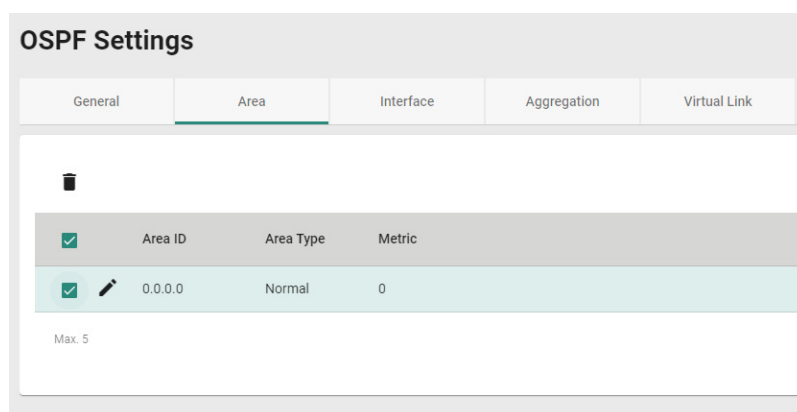 OSPF Settings
General Area Interface Aggregation Virtual Link
Area ID Area Type Metric
0.0.0.0 Normal 0
Max. 5